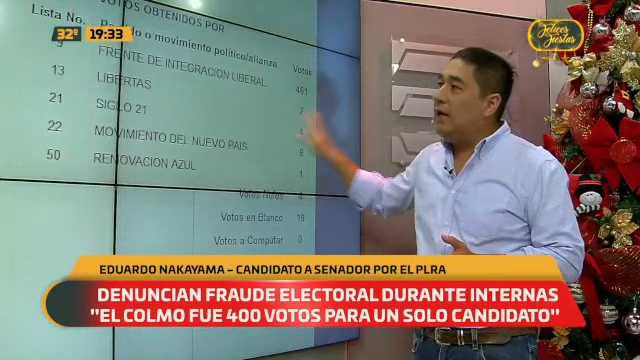 32º 19:33
Felices Fiestas
VOTOS OBTENIDOS POR
Lista No. o movimiento político/alianza Votos
FRENTE DE INTEGRACION LIBERAL 401
13 LIBERTAS 2
21 SIGLO 21
22 MOVIMIENTO DEL NUEVO PAIS 8
50 RENOVACION AZUL 1
Votos Nulos 4
Votos en Blanco 19
Votos a Computar 0
EDUARDO NAKAYAMA – CANDIDATO A SENADOR POR EL PLRA
DENUNCIAN FRAUDE ELECTORAL DURANTE INTERNAS
"EL COLMO FUE 400 VOTOS PARA UN SOLO CANDIDATO"